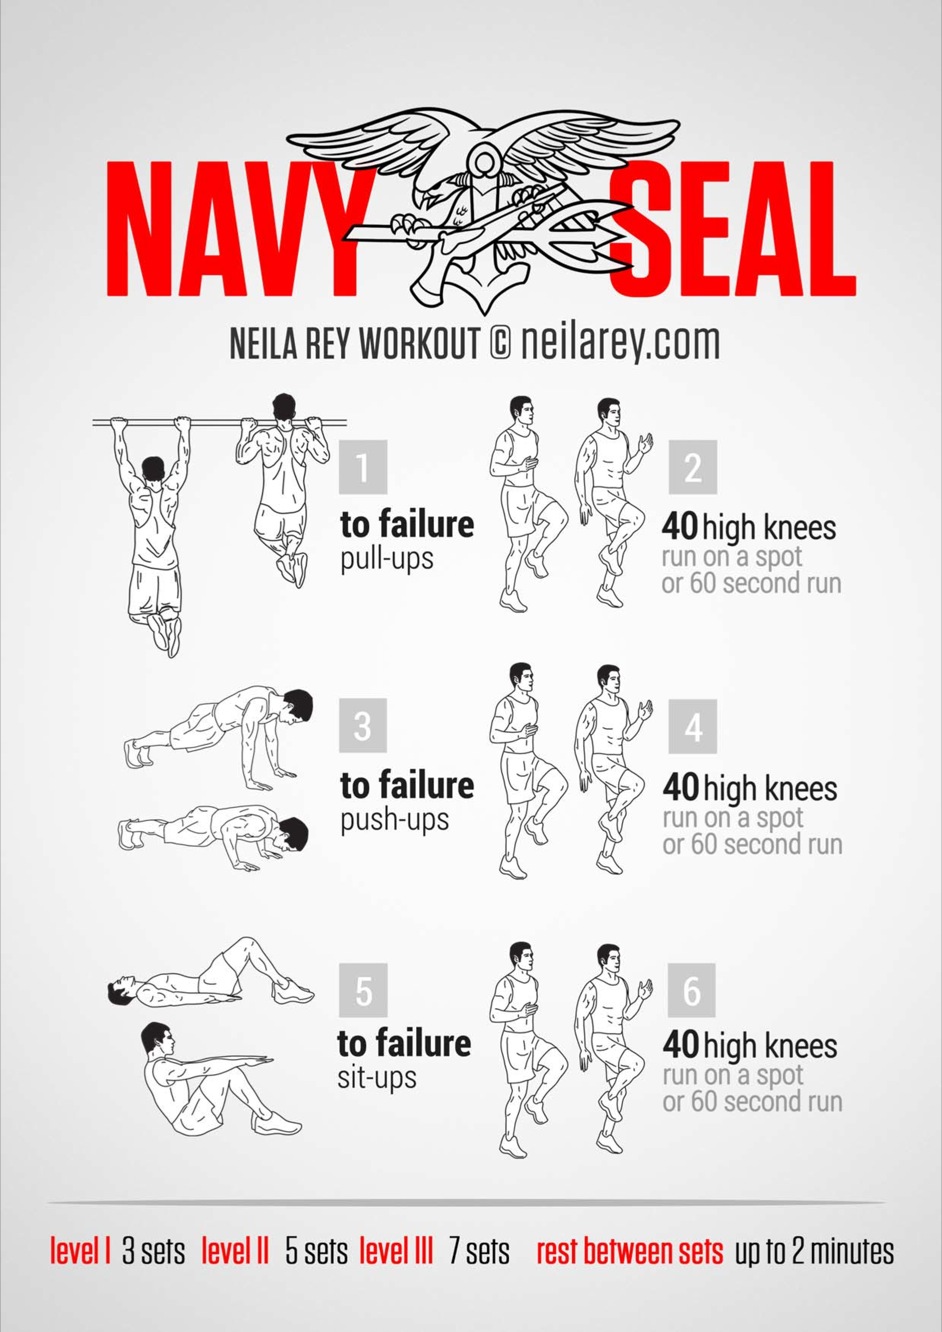 NAVY SEAL
NEILA REY WORKOUT © neilarey.com
1
to failure
pull-ups
2
40 high knees
run on a spot
or 60 second run
3
to failure
push-ups
4
40 high knees
run on a spot
or 60 second run
5
to failure
sit-ups
6
40 high knees
run on a spot
or 60 second run
level I 3 sets level II 5 sets level III 7 sets rest between sets up to 2 minutes